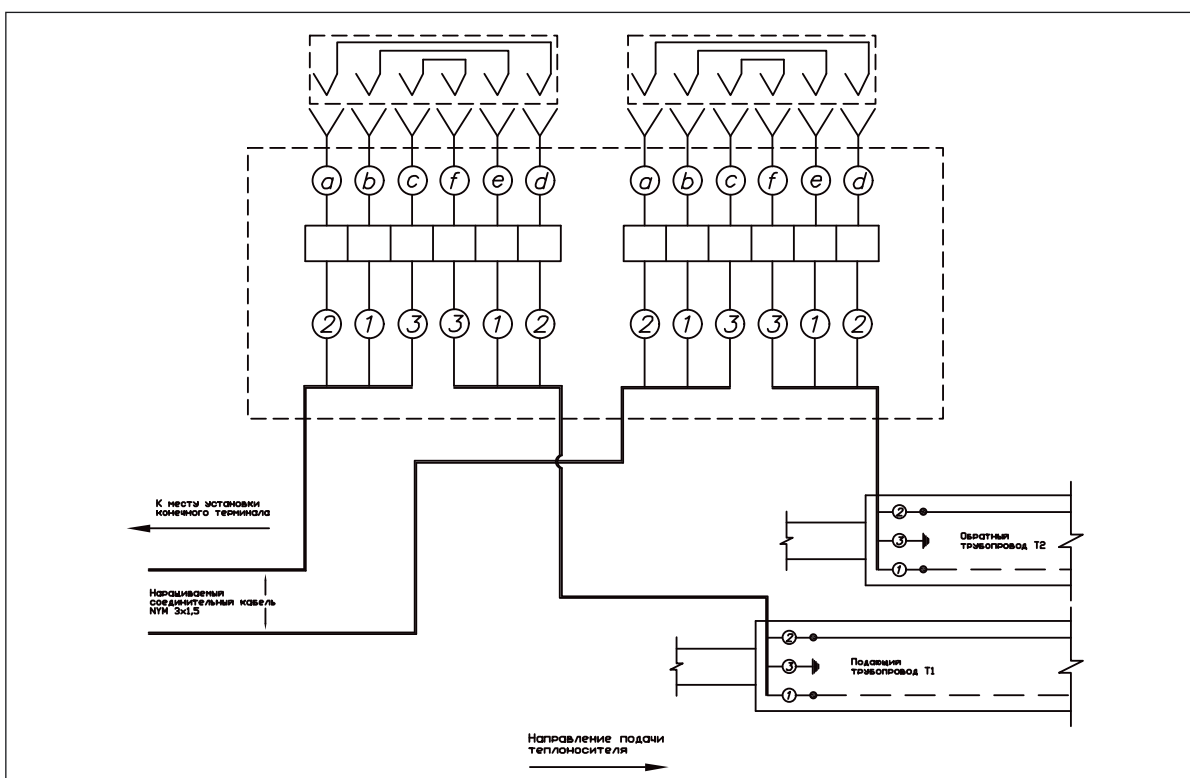 a b c f e d a b c f e d
2 1 3 3 1 2 2 1 3 3 1 2
К месту установки
конечного терминала
Наращиваемый
соединительный кабель
NYM 3x1,5
2
3
1
Обратный
трубопровод Т2
2
3
1
Подающий
трубопровод Т1
Направление подачи
теплоносителя